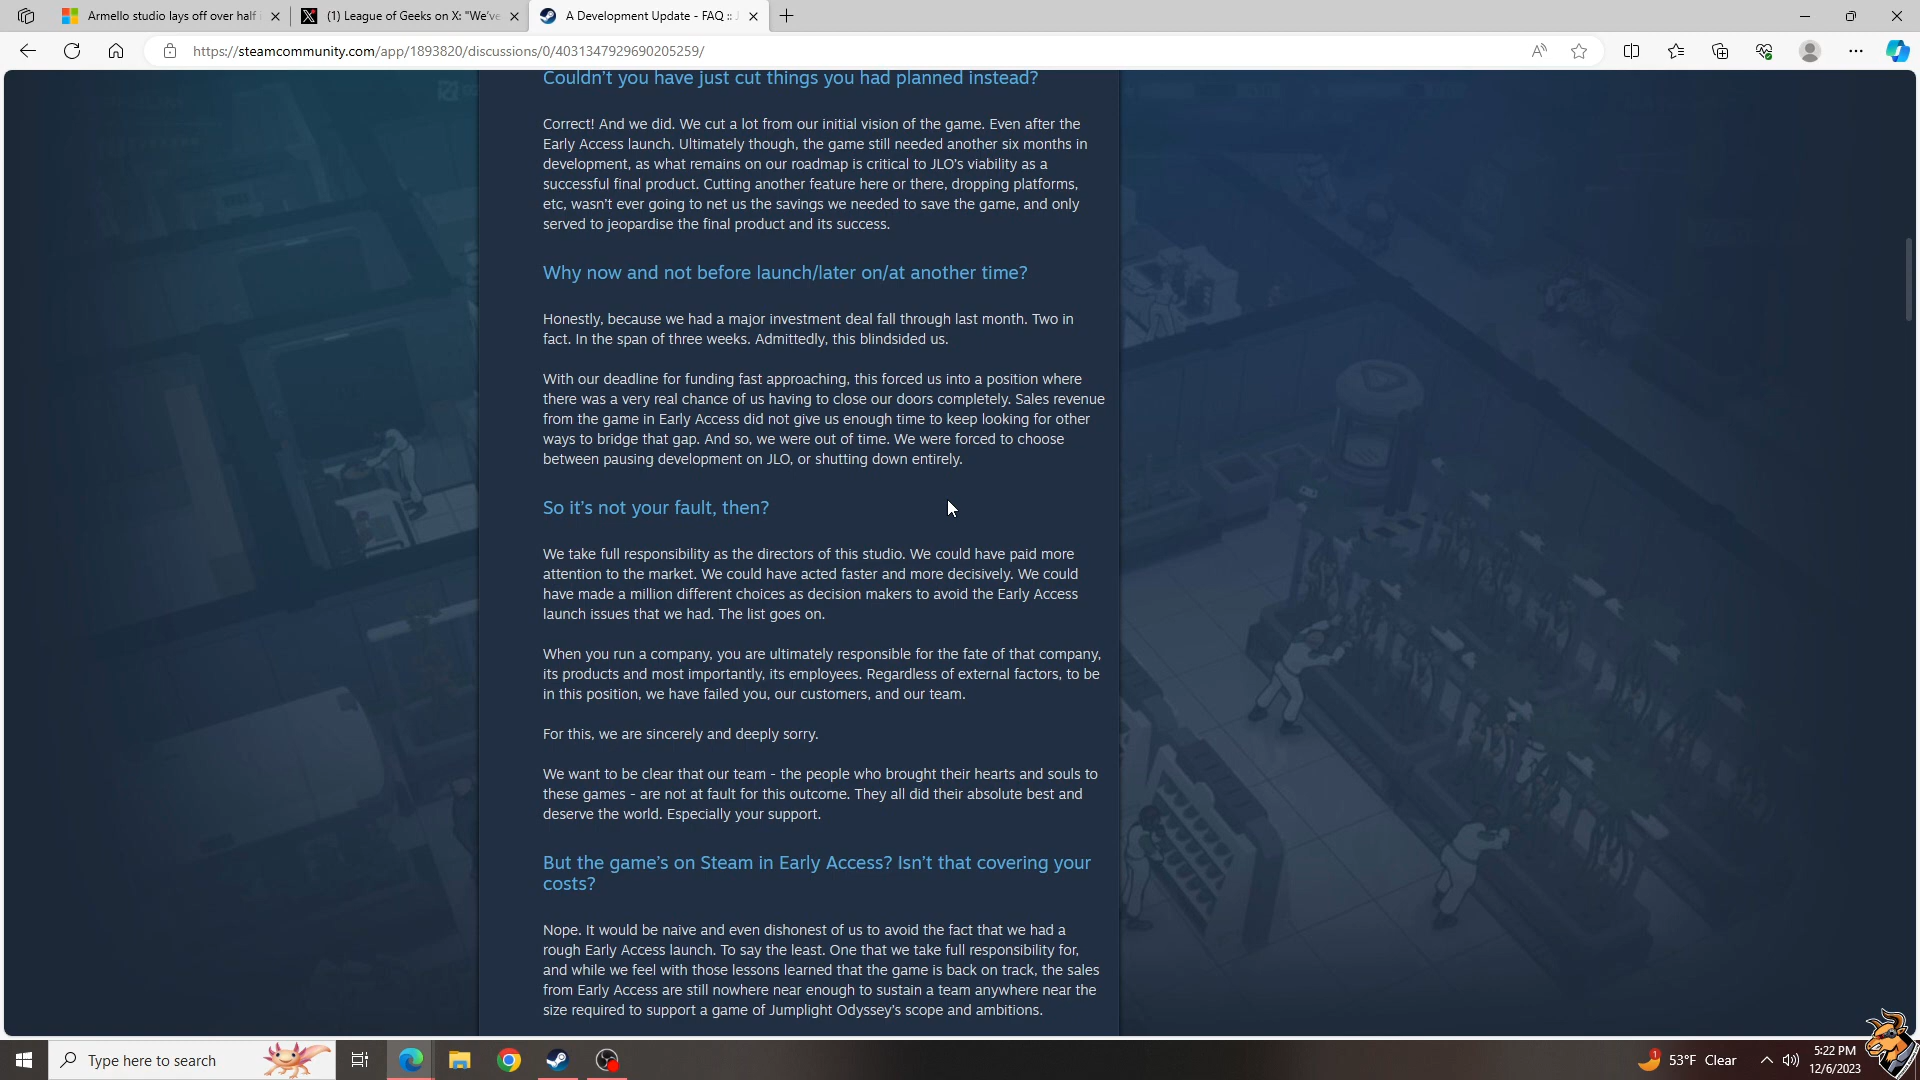 Armello studio lays off over half
(1) League of Geeks on X: "We've
A Development Update - FAQ ::
https://steamcommunity.com/app/1893820/discussions/0/4031347929690205259/
Couldn't you have just cut things you had planned instead?
Correct! And we did. We cut a lot from our initial vision of the game. Even after the
Early Access launch. Ultimately though, the game still needed another six months in
development, as what remains on our roadmap is critical to JLO's viability as a
successful final product. Cutting another feature here or there, dropping platforms,
etc, wasn't ever going to net us the savings we needed to save the game, and only
served to jeopardise the final product and its success.
Why now and not before launch/later on/at another time?
Honestly, because we had a major investment deal fall through last month. Two in
fact. In the span of three weeks. Admittedly, this blindsided us.
With our deadline for funding fast approaching, this forced us into a position where
there was a very real chance of us having to close our doors completely. Sales revenue
from the game in Early Access did not give us enough time to keep looking for other
ways to bridge that gap. And so, we were out of time. We were forced to choose
between pausing development on JLO, or shutting down entirely.
So it's not your fault, then?
We take full responsibility as the directors of this studio. We could have paid more
attention to the market. We could have acted faster and more decisively. We could
have made a million different choices as decision makers to avoid the Early Access
launch issues that we had. The list goes on.
When you run a company, you are ultimately responsible for the fate of that company,
its products and most importantly, its employees. Regardless of external factors, to be
in this position, we have failed you, our customers, and our team.
For this, we are sincerely and deeply sorry.
We want to be clear that our team - the people who brought their hearts and souls to
these games - are not at fault for this outcome. They all did their absolute best and
deserve the world. Especially your support.
But the game's on Steam in Early Access? Isn't that covering your
costs?
Nope. It would be naive and even dishonest of us to avoid the fact that we had a
rough Early Access launch. To say the least. One that we take full responsibility for,
and while we feel with those lessons learned that the game is back on track, the sales
from Early Access are still nowhere near enough to sustain a team anywhere near the
size required to support a game of Jumplight Odyssey's scope and ambitions.
Type here to search
1
53°F Clear
5:22 PM
12/6/2023